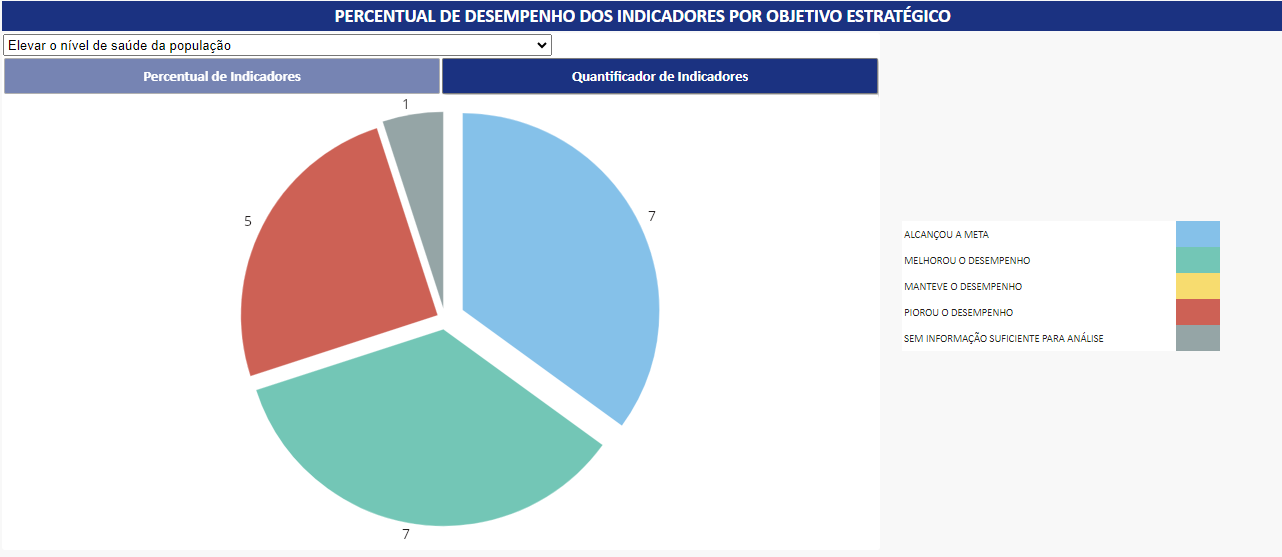 PERCENTUAL DE DESEMPENHO DOS INDICADORES POR OBJETIVO ESTRATÉGICO
Elevar o nível de saúde da população
Percentual de Indicadores
Quantificador de Indicadores
1
7
5
7
ALCANÇOU A META
MELHOROU O DESEMPENHO
MANTEVE O DESEMPENHO
PIOROU O DESEMPENHO
SEM INFORMAÇÃO SUFICIENTE PARA ANÁLISE